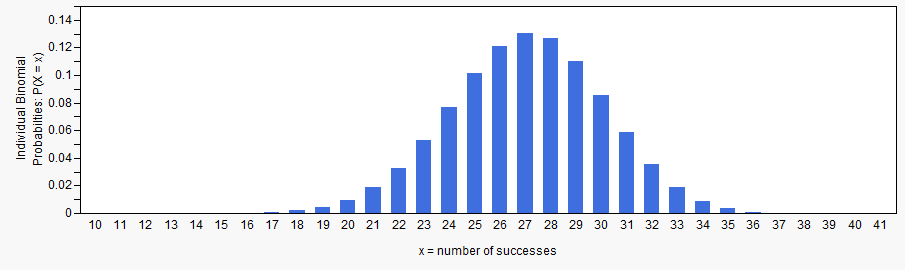 0.14
0.12
0.1
0.08
0.06
0.04
0.02
0
Individual Binomial
Probabilties: P(X = x)
10 11 12 13 14 15 16 17 18 19 20 21 22 23 24 25 26 27 28 29 30 31 32 33 34 35 36 37 38 39 40 41
x = number of successes